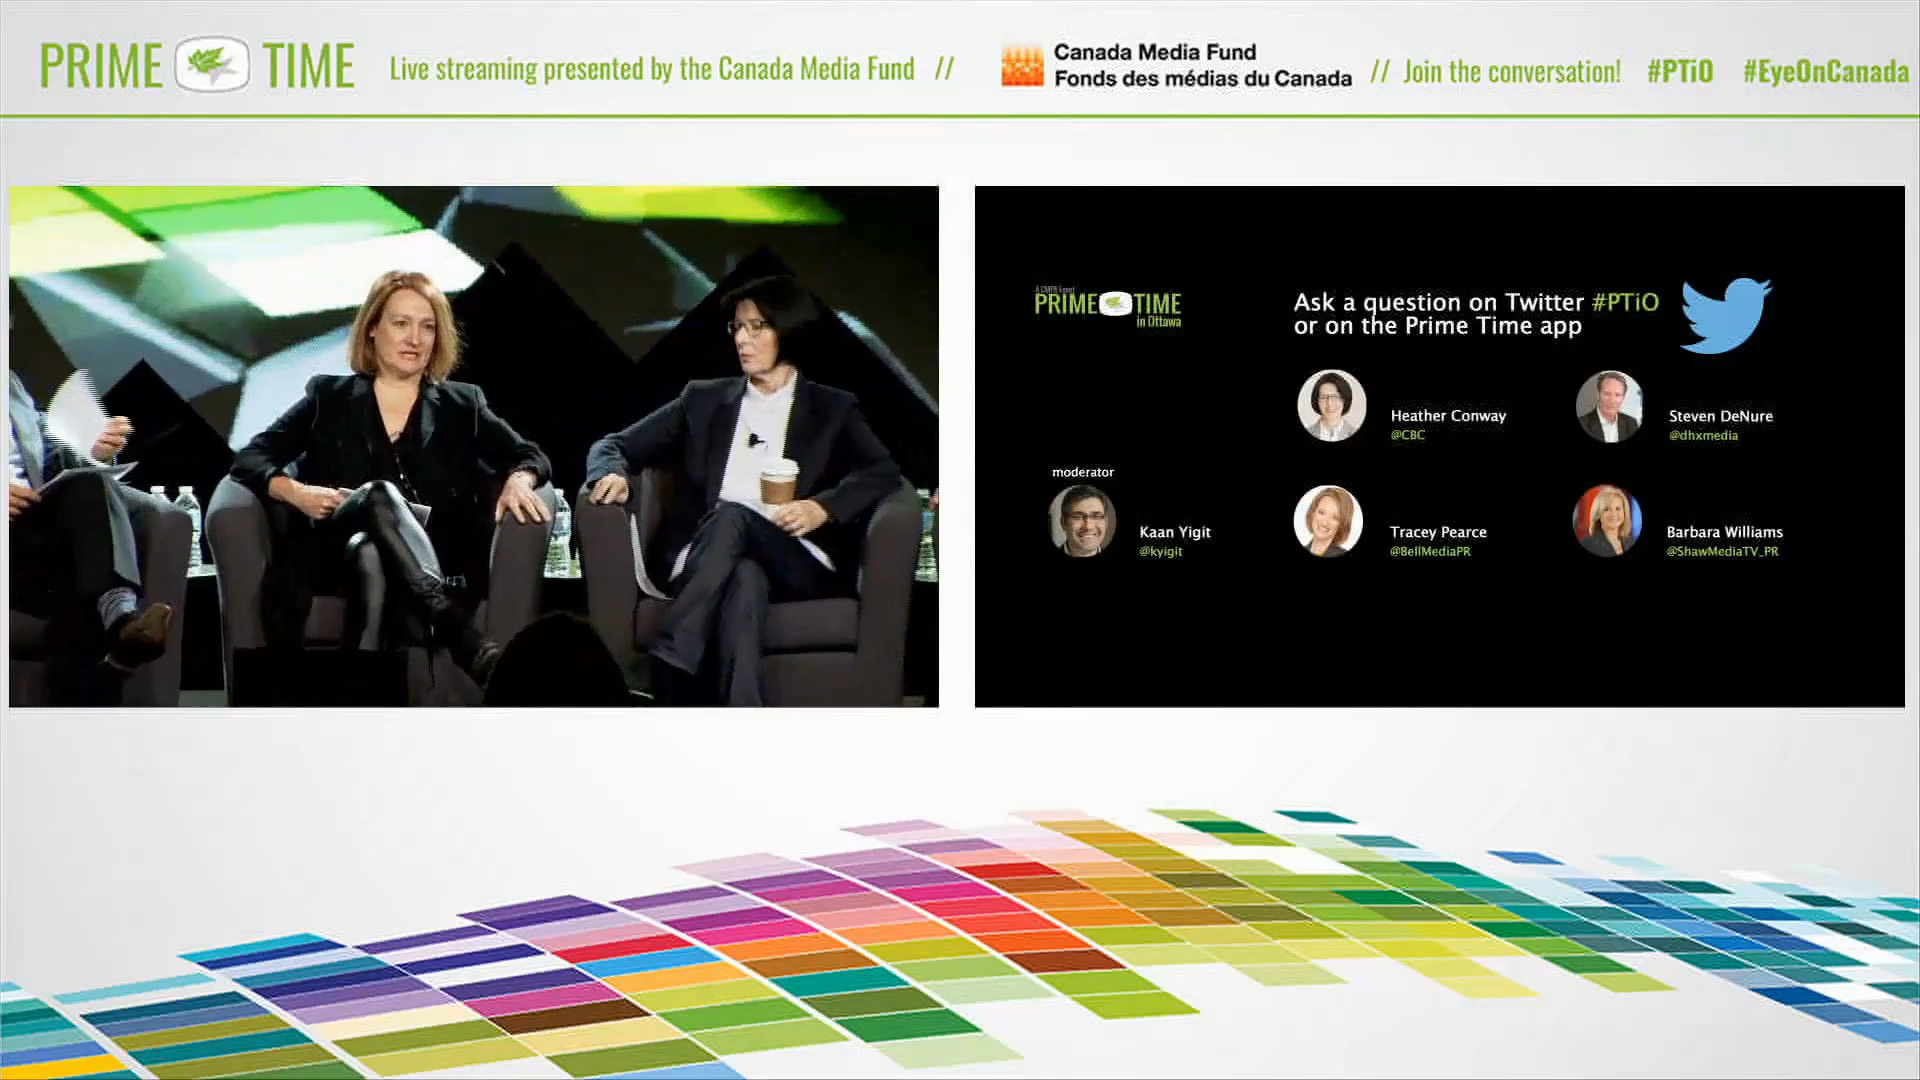 PRIME TIME
Live streaming presented by the Canada Media Fund //
Canada Media Fund
Fonds des médias du Canada
// Join the conversation! #PTiO #EyeOnCanada
PRIME TIME
in Ottawa
Ask a question on Twitter #PTiO
or on the Prime Time app
Heather Conway
@CBC
Steven DeNure
@dhxmedia
moderator
Kaan Yigit
@kyigit
Tracey Pearce
@BellMediaPR
Barbara Williams
@ShawMediaTV_PR